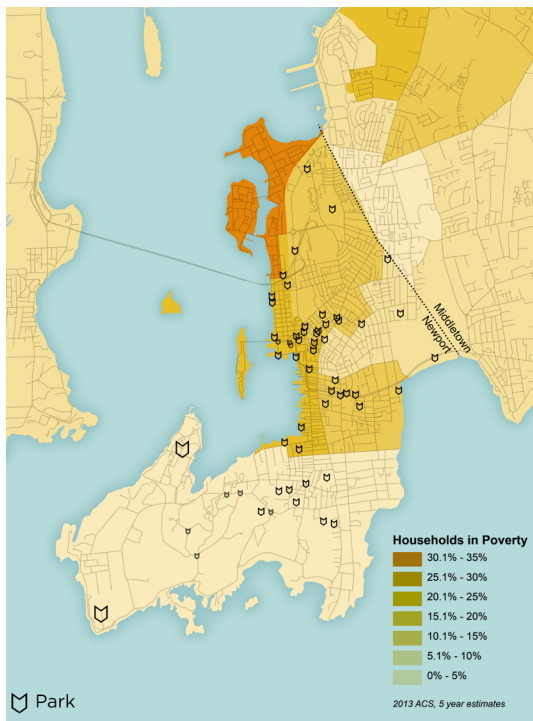 Middletown
Newport
Households in Poverty
30.1% - 35%
25.1% - 30%
20.1% - 25%
15.1% - 20%
10.1% - 15%
5.1% - 10%
0% - 5%
2013 ACS, 5 year estimates
Park